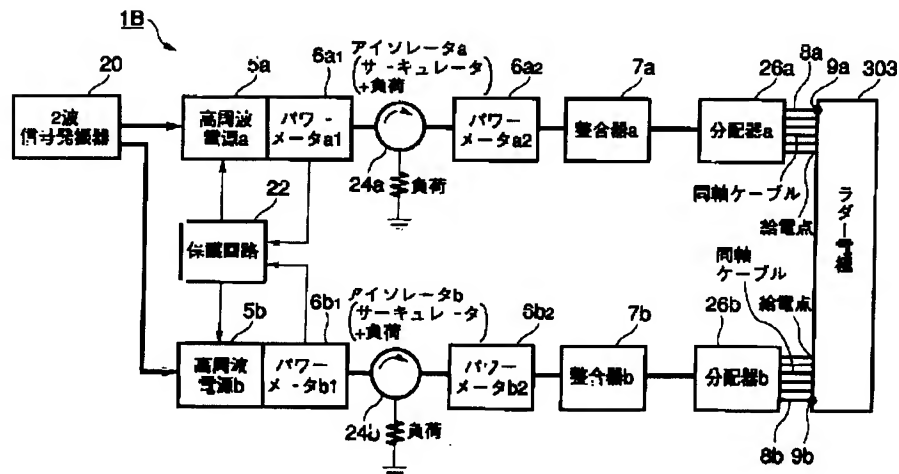 1B
20
2波
信号発振器
5a
高周波
電源a
6a1
パワー
メータa1
アイソレータa
(サーキュレータ
+負荷)
24a
負荷
6a2
パワー
メータa2
7a
整合器a
26a
分配器a
8a
9a
303
同軸ケーブル
給電点
ラダー電極
22
保護回路
5b
高周波
電源b
6b1
パワー
メータb1
アイソレータb
(サーキュレータ
+負荷)
24b
負荷
6b2
パワー
メータb2
7b
整合器b
26b
分配器b
同軸
ケーブル
給電点
8b
9b